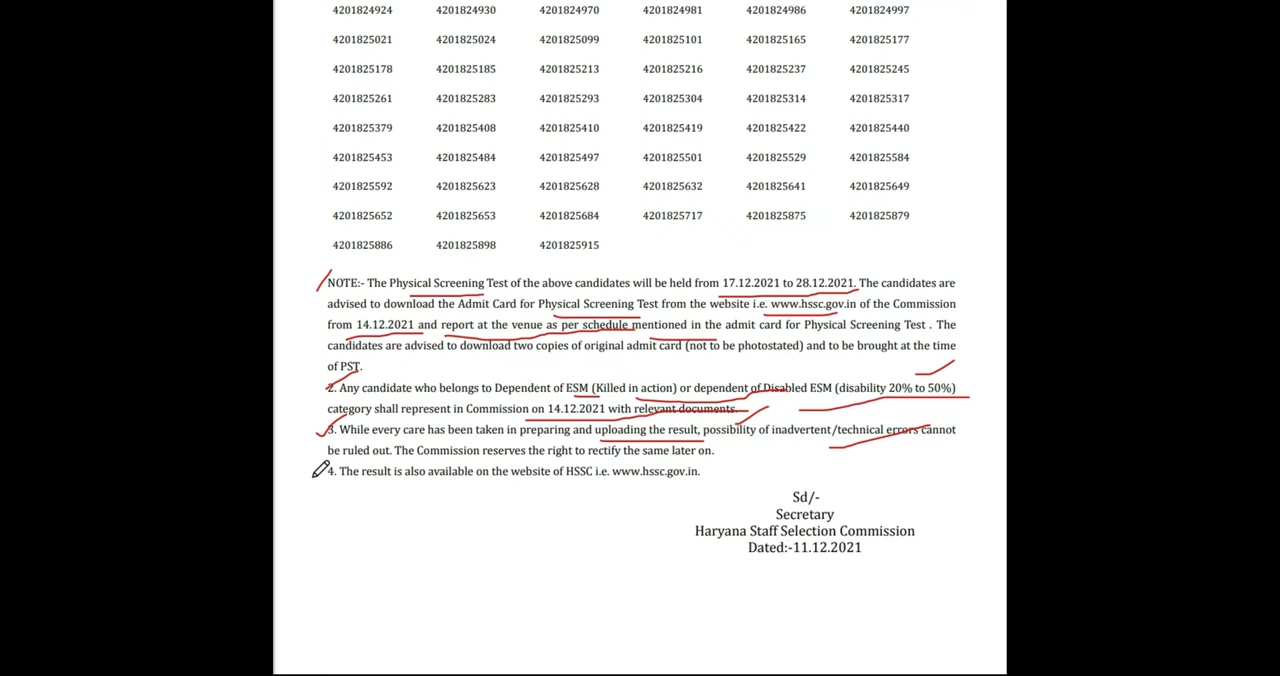 4201824924 4201824930 4201824970 4201824981 4201824986 4201824997
4201825021 4201825024 4201825099 4201825101 4201825165 4201825177
4201825178 4201825185 4201825213 4201825216 4201825237 4201825245
4201825261 4201825283 4201825293 4201825304 4201825314 4201825317
4201825379 4201825408 4201825410 4201825419 4201825422 4201825440
4201825453 4201825484 4201825497 4201825501 4201825529 4201825584
4201825592 4201825623 4201825628 4201825632 4201825641 4201825649
4201825652 4201825653 4201825684 4201825717 4201825875 4201825879
4201825886 4201825898 4201825915
NOTE:- The Physical Screening Test of the above candidates will be held from 17.12.2021 to 28.12.2021. The candidates are
advised to download the Admit Card for Physical Screening Test from the website i.e. www.hssc.gov.in of the Commission
from 14.12.2021 and report at the venue as per schedule mentioned in the admit card for Physical Screening Test . The
candidates are advised to download two copies of original admit card (not to be photostated) and to be brought at the time
of PST.
2. Any candidate who belongs to Dependent of ESM (Killed in action) or dependent of Disabled ESM (disability 20% to 50%)
category shall represent in Commission on 14.12.2021 with relevant documents.
3. While every care has been taken in preparing and uploading the result, possibility of inadvertent/technical errors cannot
be ruled out. The Commission reserves the right to rectify the same later on.
4. The result is also available on the website of HSSC i.e. www.hssc.gov.in.
Sd/-
Secretary
Haryana Staff Selection Commission
Dated:-11.12.2021